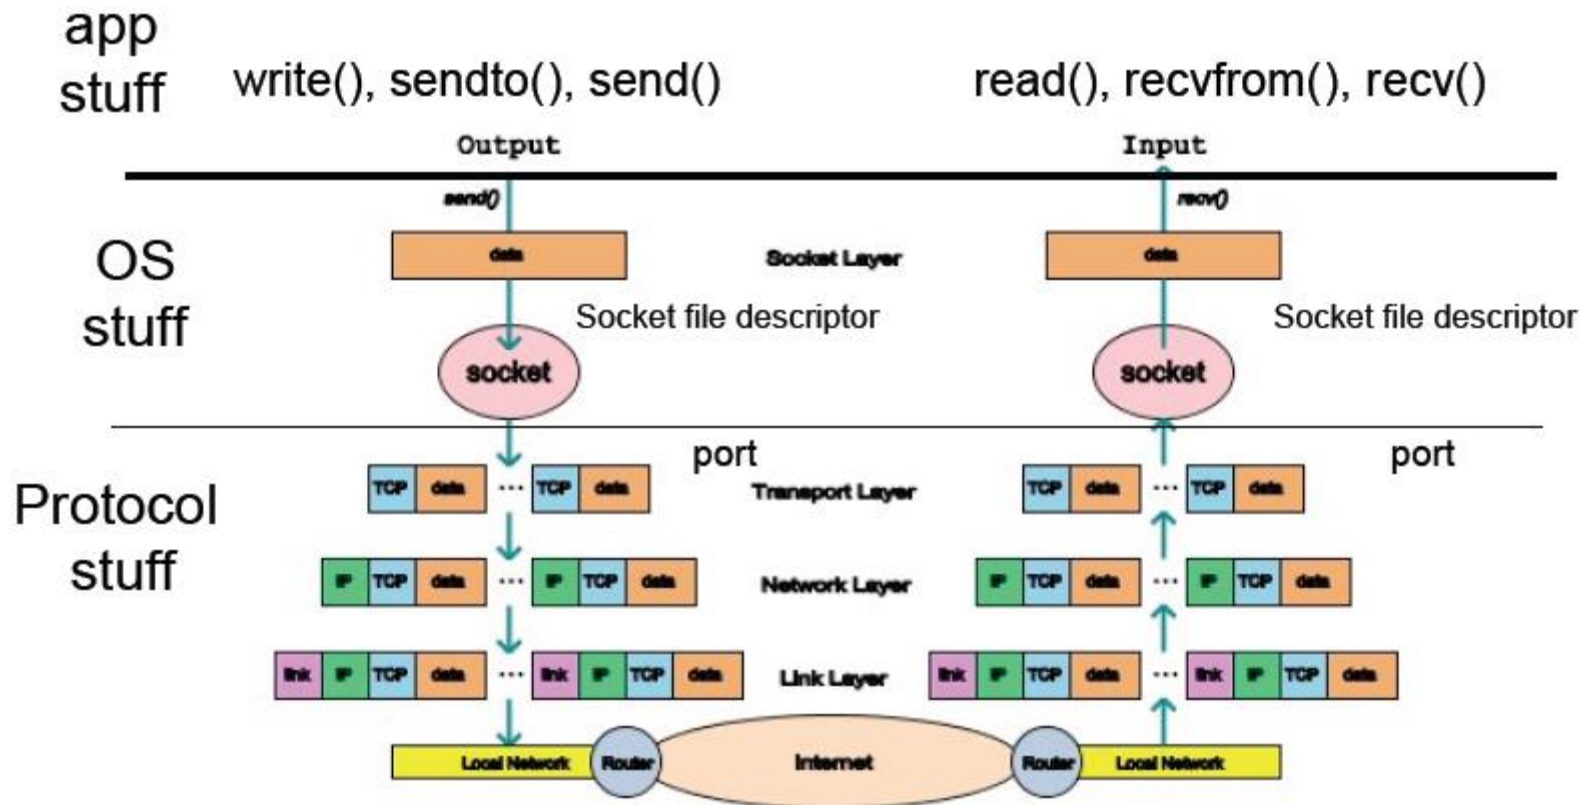 app
stuff
write(), sendto(), send()
read(), recvfrom(), recv()
Output
Input
send()
recv()
OS
stuff
data
Socket Layer
data
Socket file descriptor
Socket file descriptor
socket
socket
port
port
Protocol
stuff
TCP data ... TCP data
Transport Layer
TCP data ... TCP data
IP TCP data ... IP TCP data
Network Layer
IP TCP data ... IP TCP data
link IP TCP data ... link IP TCP data
Link Layer
link IP TCP data ... link IP TCP data
Local Network
Router
Internet
Router
Local Network